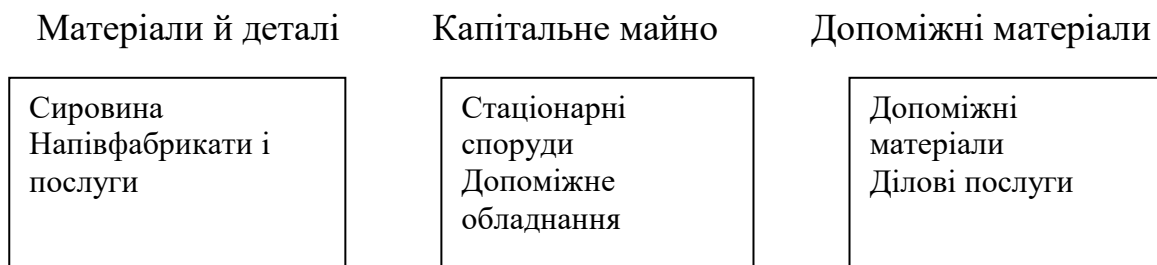 Матеріали й деталі
Капітальне майно
Допоміжні матеріали
Сировина
Напівфабрикати і
послуги
Стаціонарні
споруди
Допоміжне
обладнання
Допоміжні
матеріали
Ділові послуги